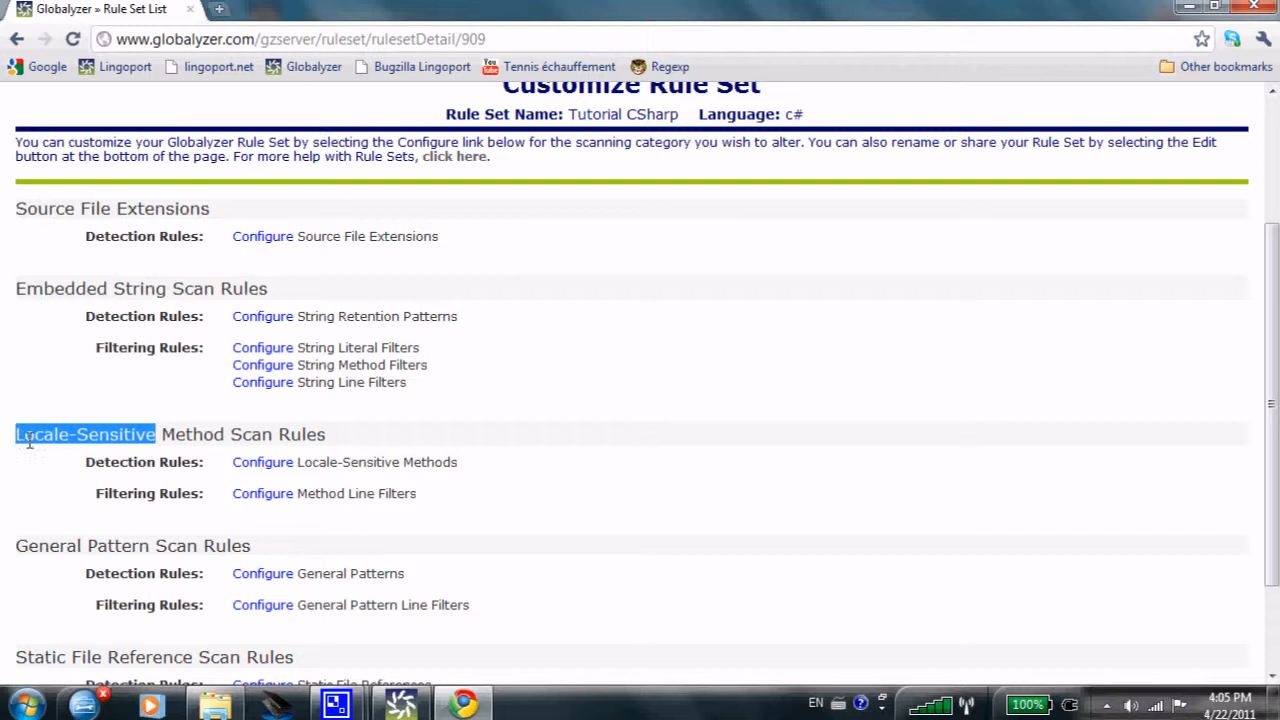 Globalyzer » Rule Set List
www.globalyzer.com/gzserver/ruleset/rulesetDetail/909
Google Lingoport lingoport.net Globalyzer Bugzilla Lingoport Tennis échauffement Regexp Other bookmarks
Customize Rule Set
Rule Set Name: Tutorial CSharp Language: c#
You can customize your Globalyzer Rule Set by selecting the Configure link below for the scanning category you wish to alter. You can also rename or share your Rule Set by selecting the Edit
button at the bottom of the page. For more help with Rule Sets, click here.
Source File Extensions
Detection Rules: Configure Source File Extensions
Embedded String Scan Rules
Detection Rules: Configure String Retention Patterns
Filtering Rules: Configure String Literal Filters
Configure String Method Filters
Configure String Line Filters
Locale-Sensitive Method Scan Rules
Detection Rules: Configure Locale-Sensitive Methods
Filtering Rules: Configure Method Line Filters
General Pattern Scan Rules
Detection Rules: Configure General Patterns
Filtering Rules: Configure General Pattern Line Filters
Static File Reference Scan Rules
Detection Rules: Configure Static File References
EN 100% 4:05 PM
4/22/2011